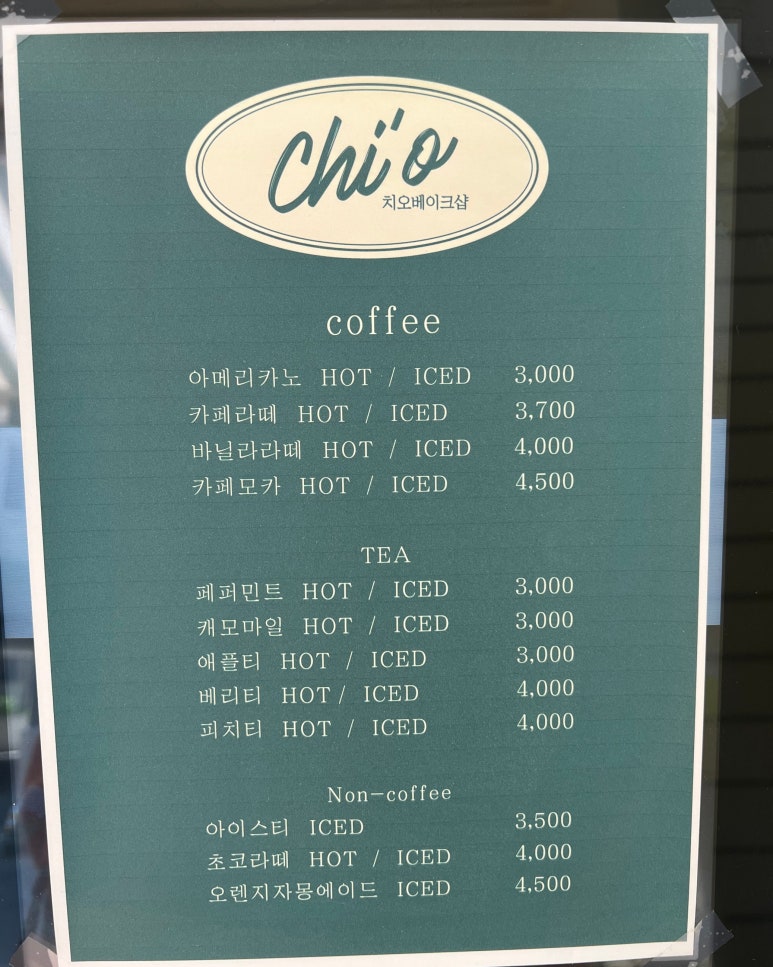 Chi'o
치오베이크샵
coffee
아메리카노 HOT / ICED 3,000
카페라떼 HOT / ICED 3,700
바닐라라떼 HOT / ICED 4,000
카페모카 HOT / ICED 4,500
TEA
페퍼민트 HOT / ICED 3,000
캐모마일 HOT / ICED 3,000
애플티 HOT / ICED 3,000
베리티 HOT / ICED 4,000
피치티 HOT / ICED 4,000
Non-coffee
아이스티 ICED 3,500
초코라떼 HOT / ICED 4,000
오렌지자몽에이드 ICED 4,500